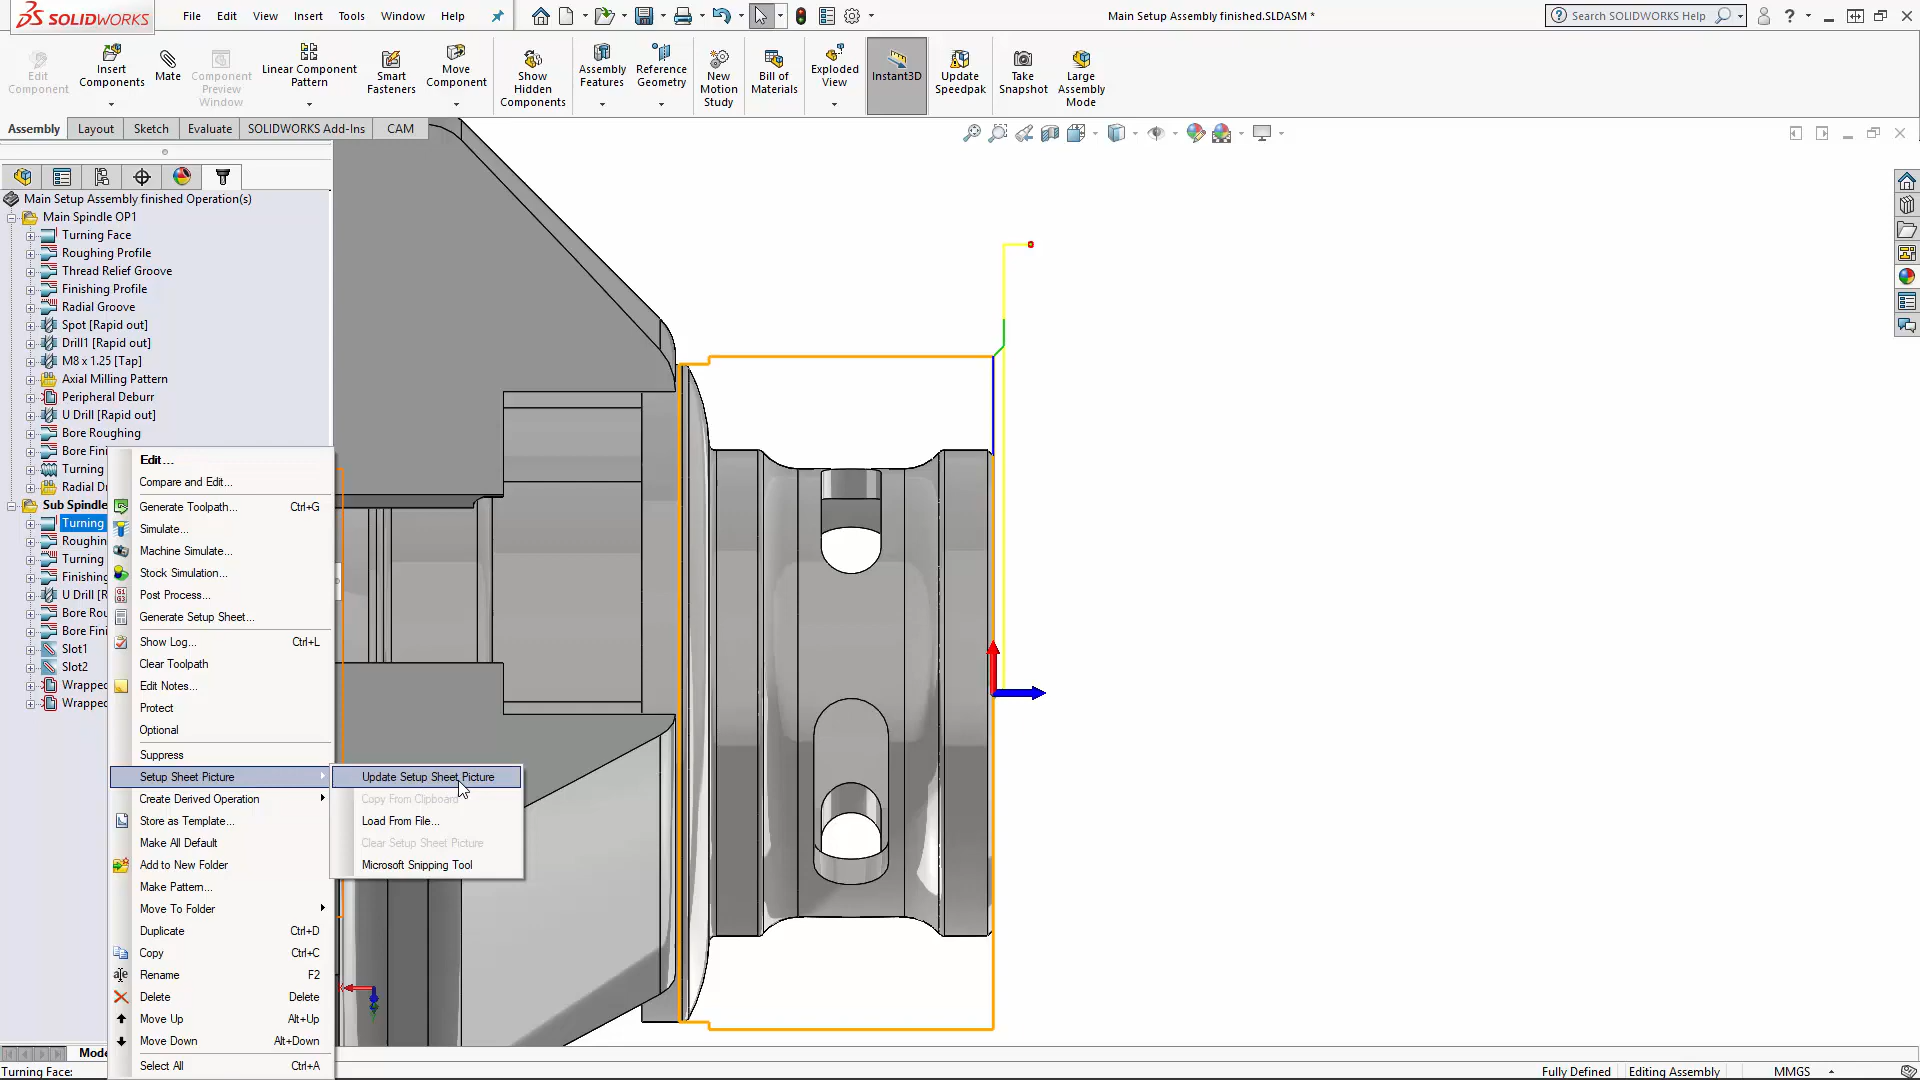 SOLIDWORKS
File Edit View Insert Tools Window Help
Main Setup Assembly finished.SLDASM *
Search SOLIDWORKS Help
Edit Component
Insert Components
Mate
Component Preview Window
Linear Component Pattern
Smart Fasteners
Move Component
Show Hidden Components
Assembly Features
Reference Geometry
New Motion Study
Bill of Materials
Exploded View
Instant3D
Update Speedpak
Take Snapshot
Large Assembly Mode
Assembly Layout Sketch Evaluate SOLIDWORKS Add-Ins CAM
Main Setup Assembly finished Operation(s)
Main Spindle OP1
Turning Face
Roughing Profile
Thread Relief Groove
Finishing Profile
Radial Groove
Spot [Rapid out]
Drill1 [Rapid out]
M8 x 1.25 [Tap]
Axial Milling Pattern
Peripheral Deburr
U Drill [Rapid out]
Bore Roughing
Bore Fini
Turning
Radial Dr
Sub Spindle
Turning
Roughin
Turning
Finishing
U Drill [R
Bore Rou
Bore Fini
Slot1
Slot2
Wrapped
Wrapped
Edit...
Compare and Edit...
Generate Toolpath... Ctrl+G
Simulate...
Machine Simulate...
Stock Simulation...
Post Process...
Generate Setup Sheet...
Show Log... Ctrl+L
Clear Toolpath
Edit Notes...
Protect
Optional
Suppress
Setup Sheet Picture
Create Derived Operation
Store as Template...
Make All Default
Add to New Folder
Make Pattern...
Move To Folder
Duplicate Ctrl+D
Copy Ctrl+C
Rename F2
Delete Delete
Move Up Alt+Up
Move Down Alt+Down
Select All Ctrl+A
Update Setup Sheet Picture
Copy From Clipboard
Load From File...
Clear Setup Sheet Picture
Microsoft Snipping Tool
Mode
Turning Face:
Fully Defined Editing Assembly MMGS